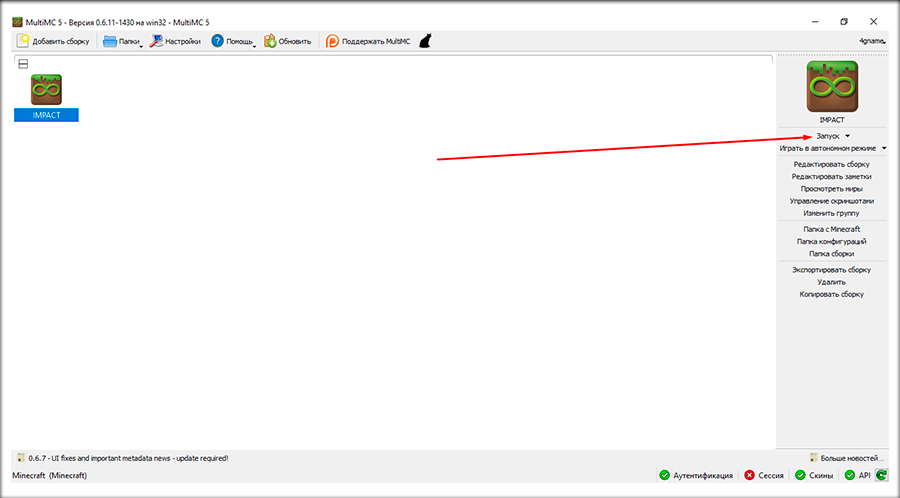 MultiMC 5 - Версия 0.6.11-1430 на win32 - MultiMC 5
Добавить сборку Папки Настройки Помощь Обновить Поддержать MultiMC 4gname
IMPACT
IMPACT
Запуск
Играть в автономном режиме
Редактировать сборку
Редактировать заметки
Просмотреть миры
Управление скриншотами
Изменить группу
Папка с Minecraft
Папка конфигураций
Папка сборки
Экспортировать сборку
Удалить
Копировать сборку
0.6.7 - UI fixes and important metadata news - update required! Больше новостей...
Minecraft (Minecraft) Аутентификация Сессия Скины API